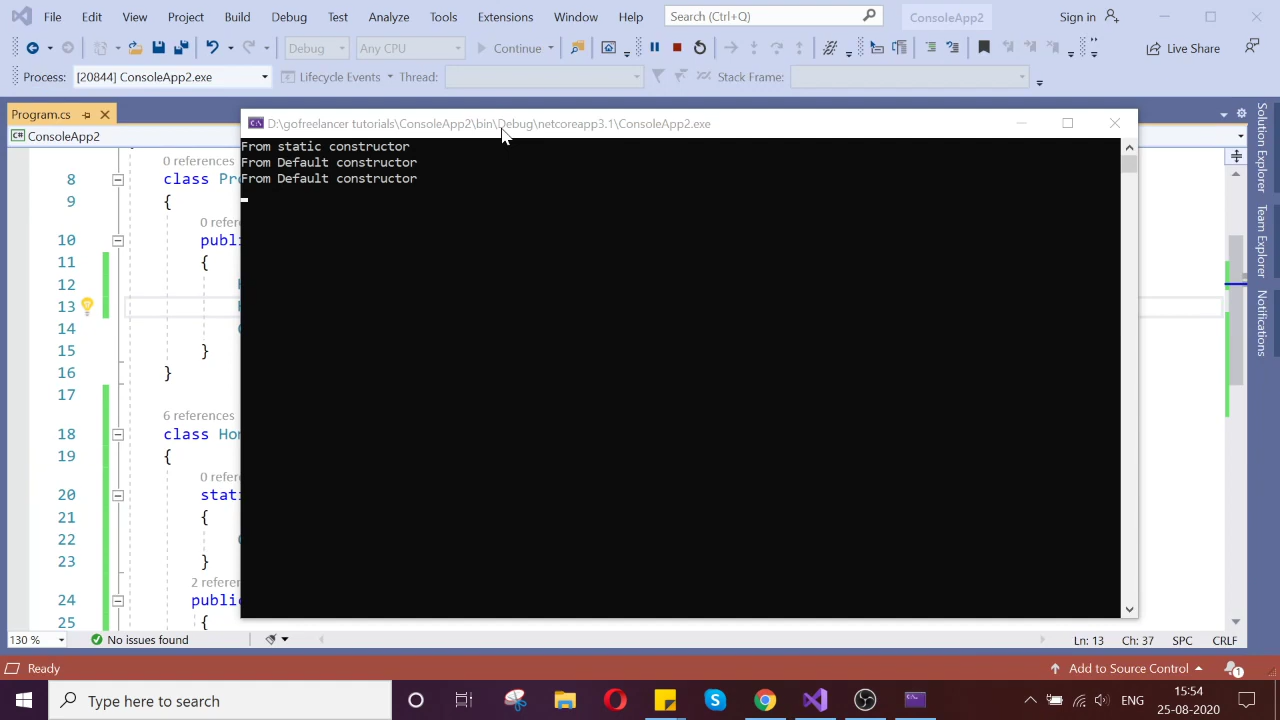 File Edit View Project Build Debug Test Analyze Tools Extensions Window Help Search (Ctrl+Q) ConsoleApp2 Sign in
Debug Any CPU Continue Live Share
Process: [20844] ConsoleApp2.exe Lifecycle Events Thread: Stack Frame:
Program.cs
ConsoleApp2
D:\gofreelancer tutorials\ConsoleApp2\bin\Debug\netcoreapp3.1\ConsoleApp2.exe
From static constructor
From Default constructor
From Default constructor
0 references
8 class Pr
9 {
0 refere
10 publi
11 {
12
13
14
15 }
16 }
17
6 references
18 class Ho
19 {
0 refere
20 stati
21 {
22
23 }
2 refere
24 public
25 {
Solution Explorer
Team Explorer
Notifications
130 % No issues found Ln: 13 Ch: 37 SPC CRLF
Ready Add to Source Control 1
Type here to search ENG 15:54
25-08-2020